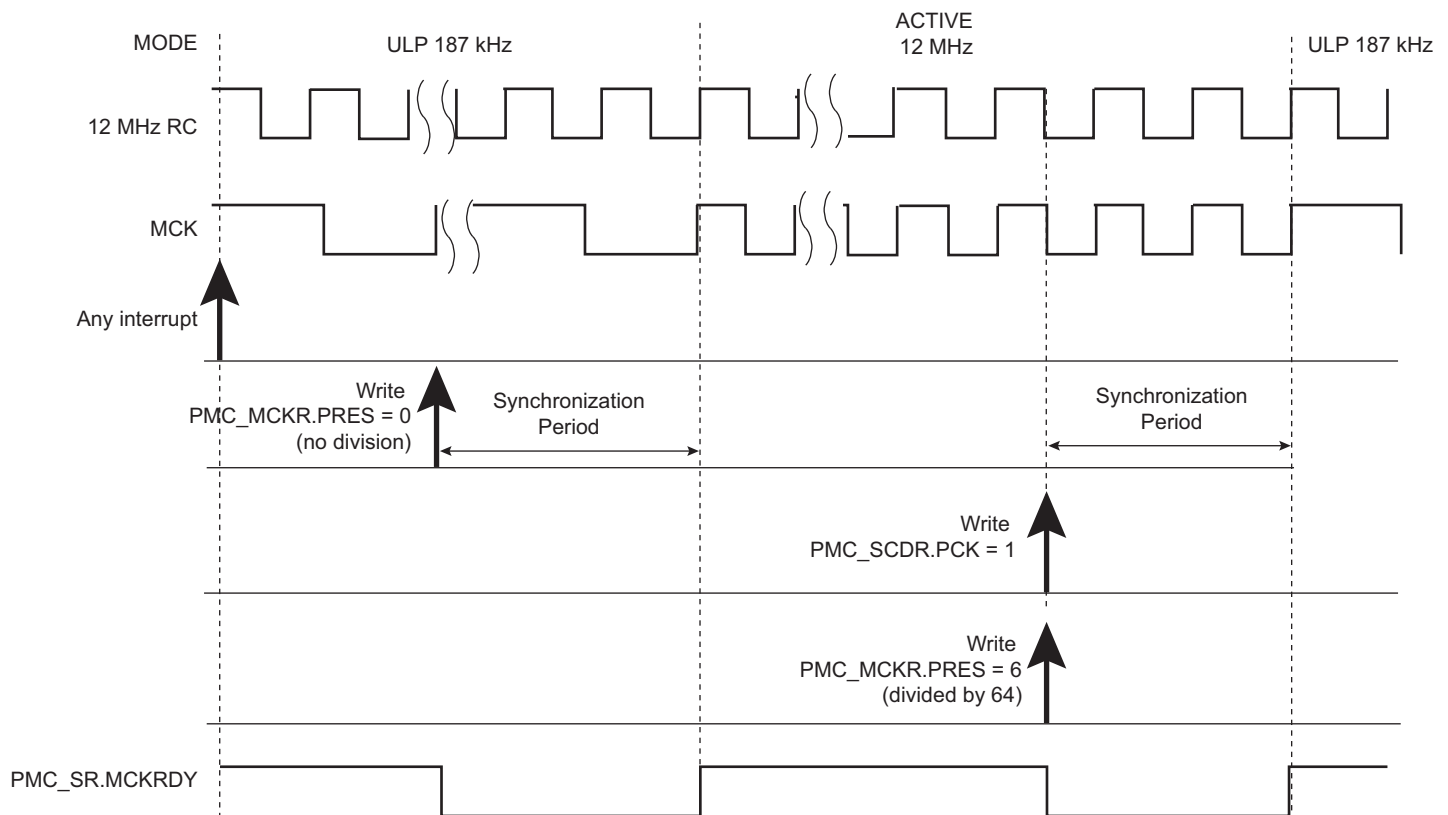 MODE
ULP 187 kHz
ACTIVE
12 MHz
ULP 187 kHz
12 MHz RC
MCK
Any interrupt
Write
PMC_MCKR.PRES = 0
(no division)
Synchronization
Period
Synchronization
Period
Write
PMC_SCDR.PCK = 1
Write
PMC_MCKR.PRES = 6
(divided by 64)
PMC_SR.MCKRDY